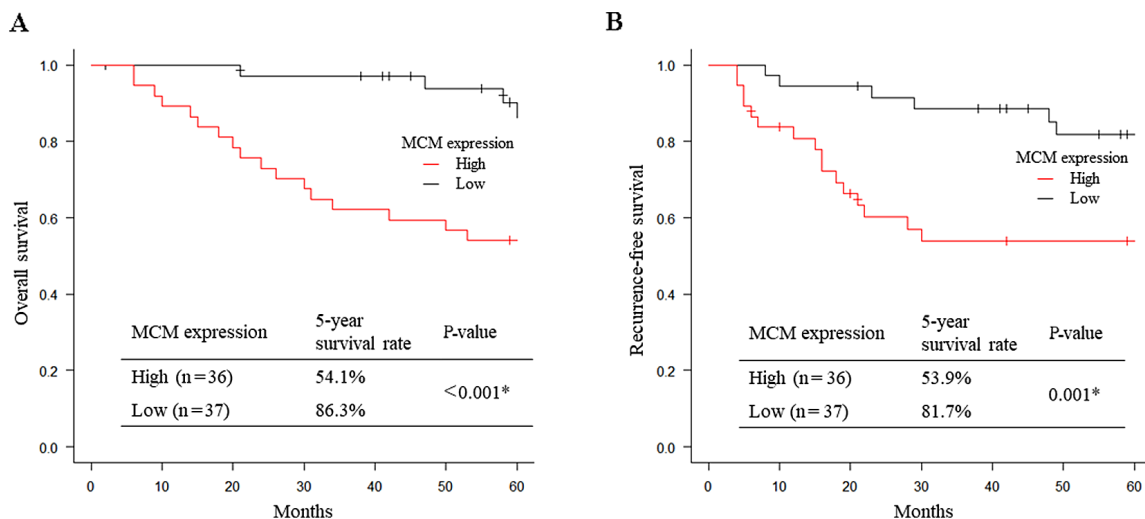 A
Overall survival
1.0
0.8
0.6
0.4
0.2
0.0
MCM expression
High
Low
MCM expression 5-year survival rate P-value
High (n=36) 54.1% <0.001*
Low (n=37) 86.3%
0 10 20 30 40 50 60
Months
B
Recurrence-free survival
1.0
0.8
0.6
0.4
0.2
0.0
MCM expression
High
Low
MCM expression 5-year survival rate P-value
High (n=36) 53.9% 0.001*
Low (n=37) 81.7%
0 10 20 30 40 50 60
Months